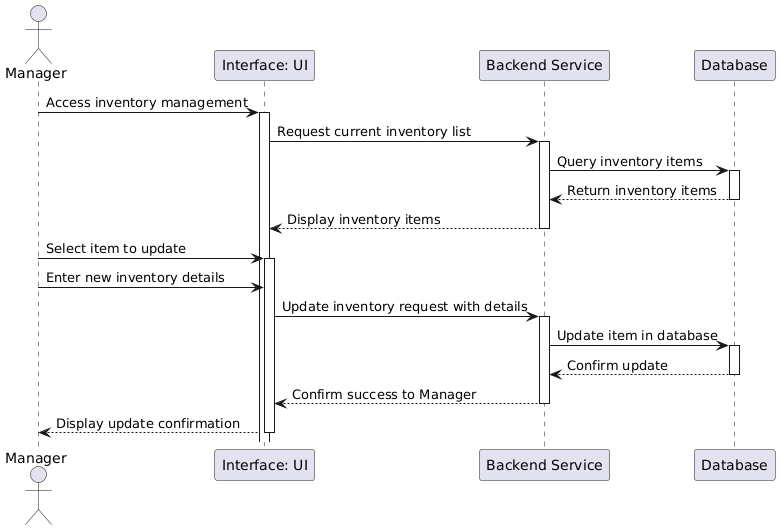 Manager
Interface: UI
Backend Service
Database
Access inventory management
Request current inventory list
Query inventory items
Return inventory items
Display inventory items
Select item to update
Enter new inventory details
Update inventory request with details
Update item in database
Confirm update
Confirm success to Manager
Display update confirmation
Manager
Interface: UI
Backend Service
Database